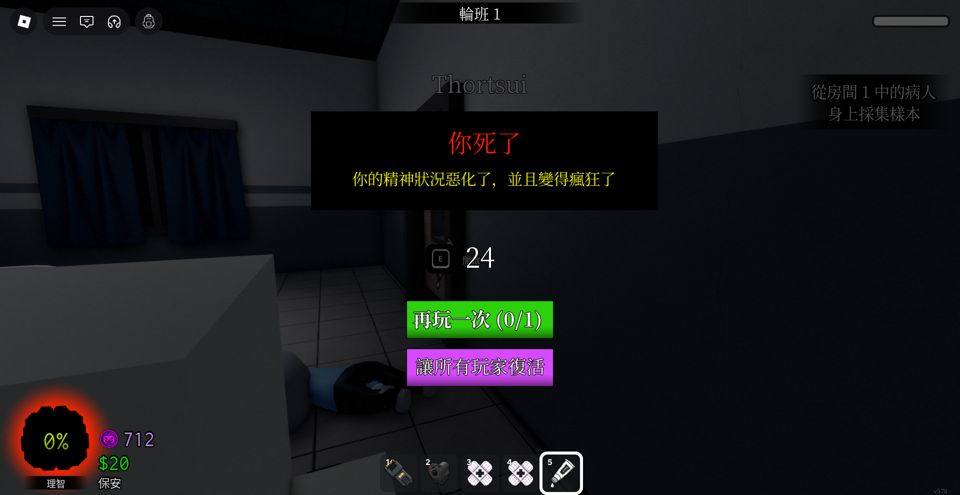 輪班 1
Thortsui
從房間 1 中的病人
身上採集樣本
你死了
你的精神狀況惡化了，並且變得瘋狂了
E
24
再玩一次 (0/1)
讓所有玩家復活
0%
理智
712
$20
保安
1
2
3
4
5